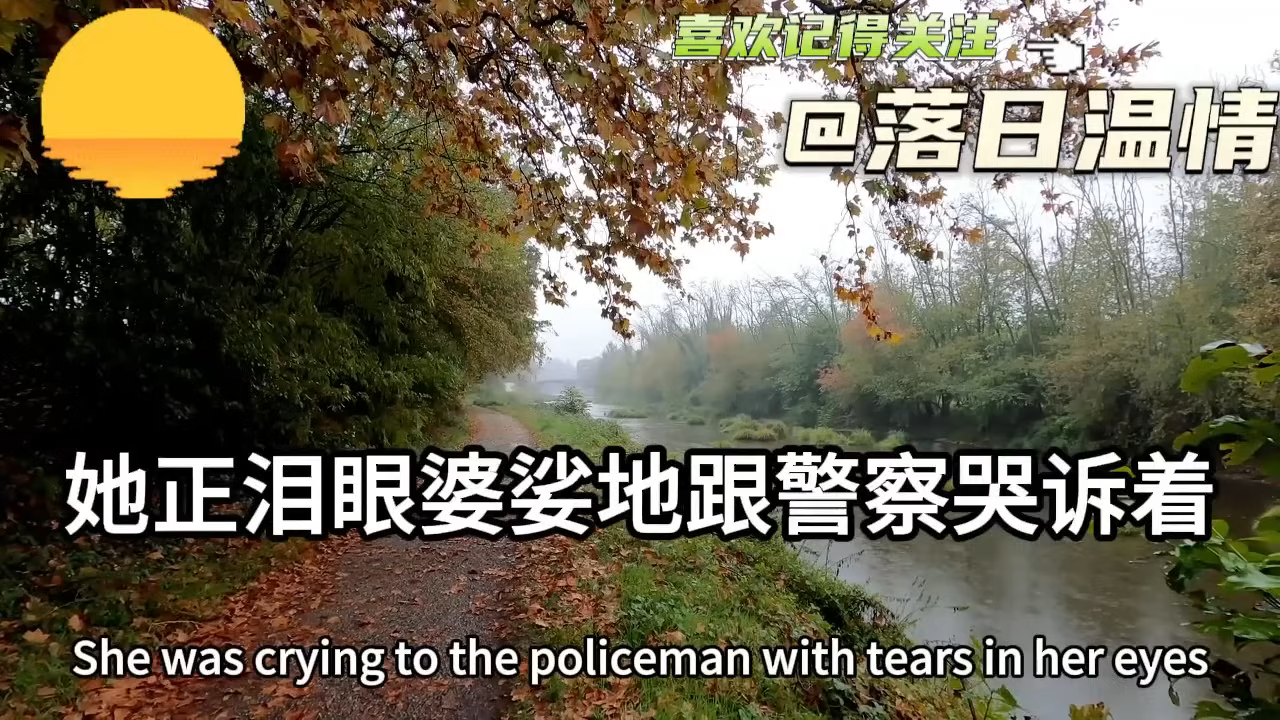 喜欢记得关注
@落日温情
她正泪眼婆娑地跟警察哭诉着
She was crying to the policeman with tears in her eyes